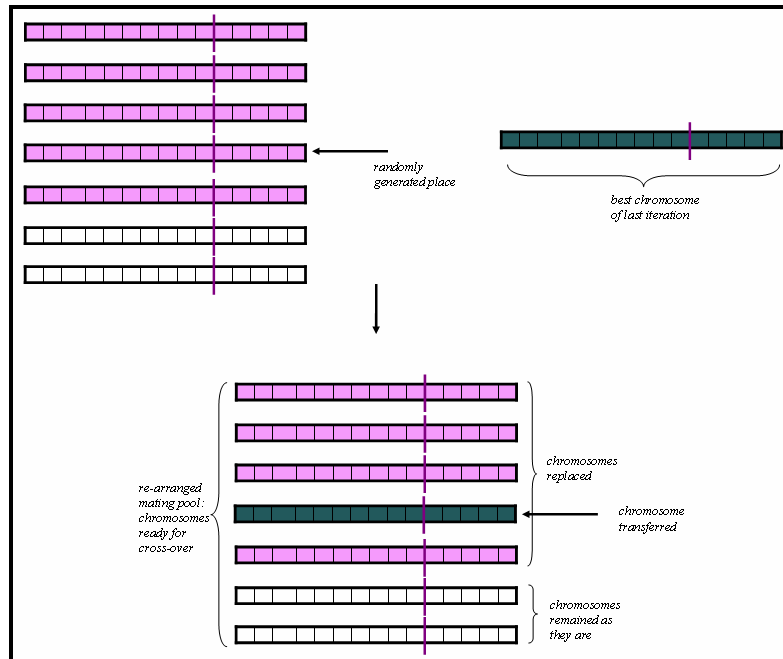 randomly
generated place
best chromosome
of last iteration
re-arranged
mating pool:
chromosomes
ready for
cross-over
chromosomes
replaced
chromosome
transferred
chromosomes
remained as
they are